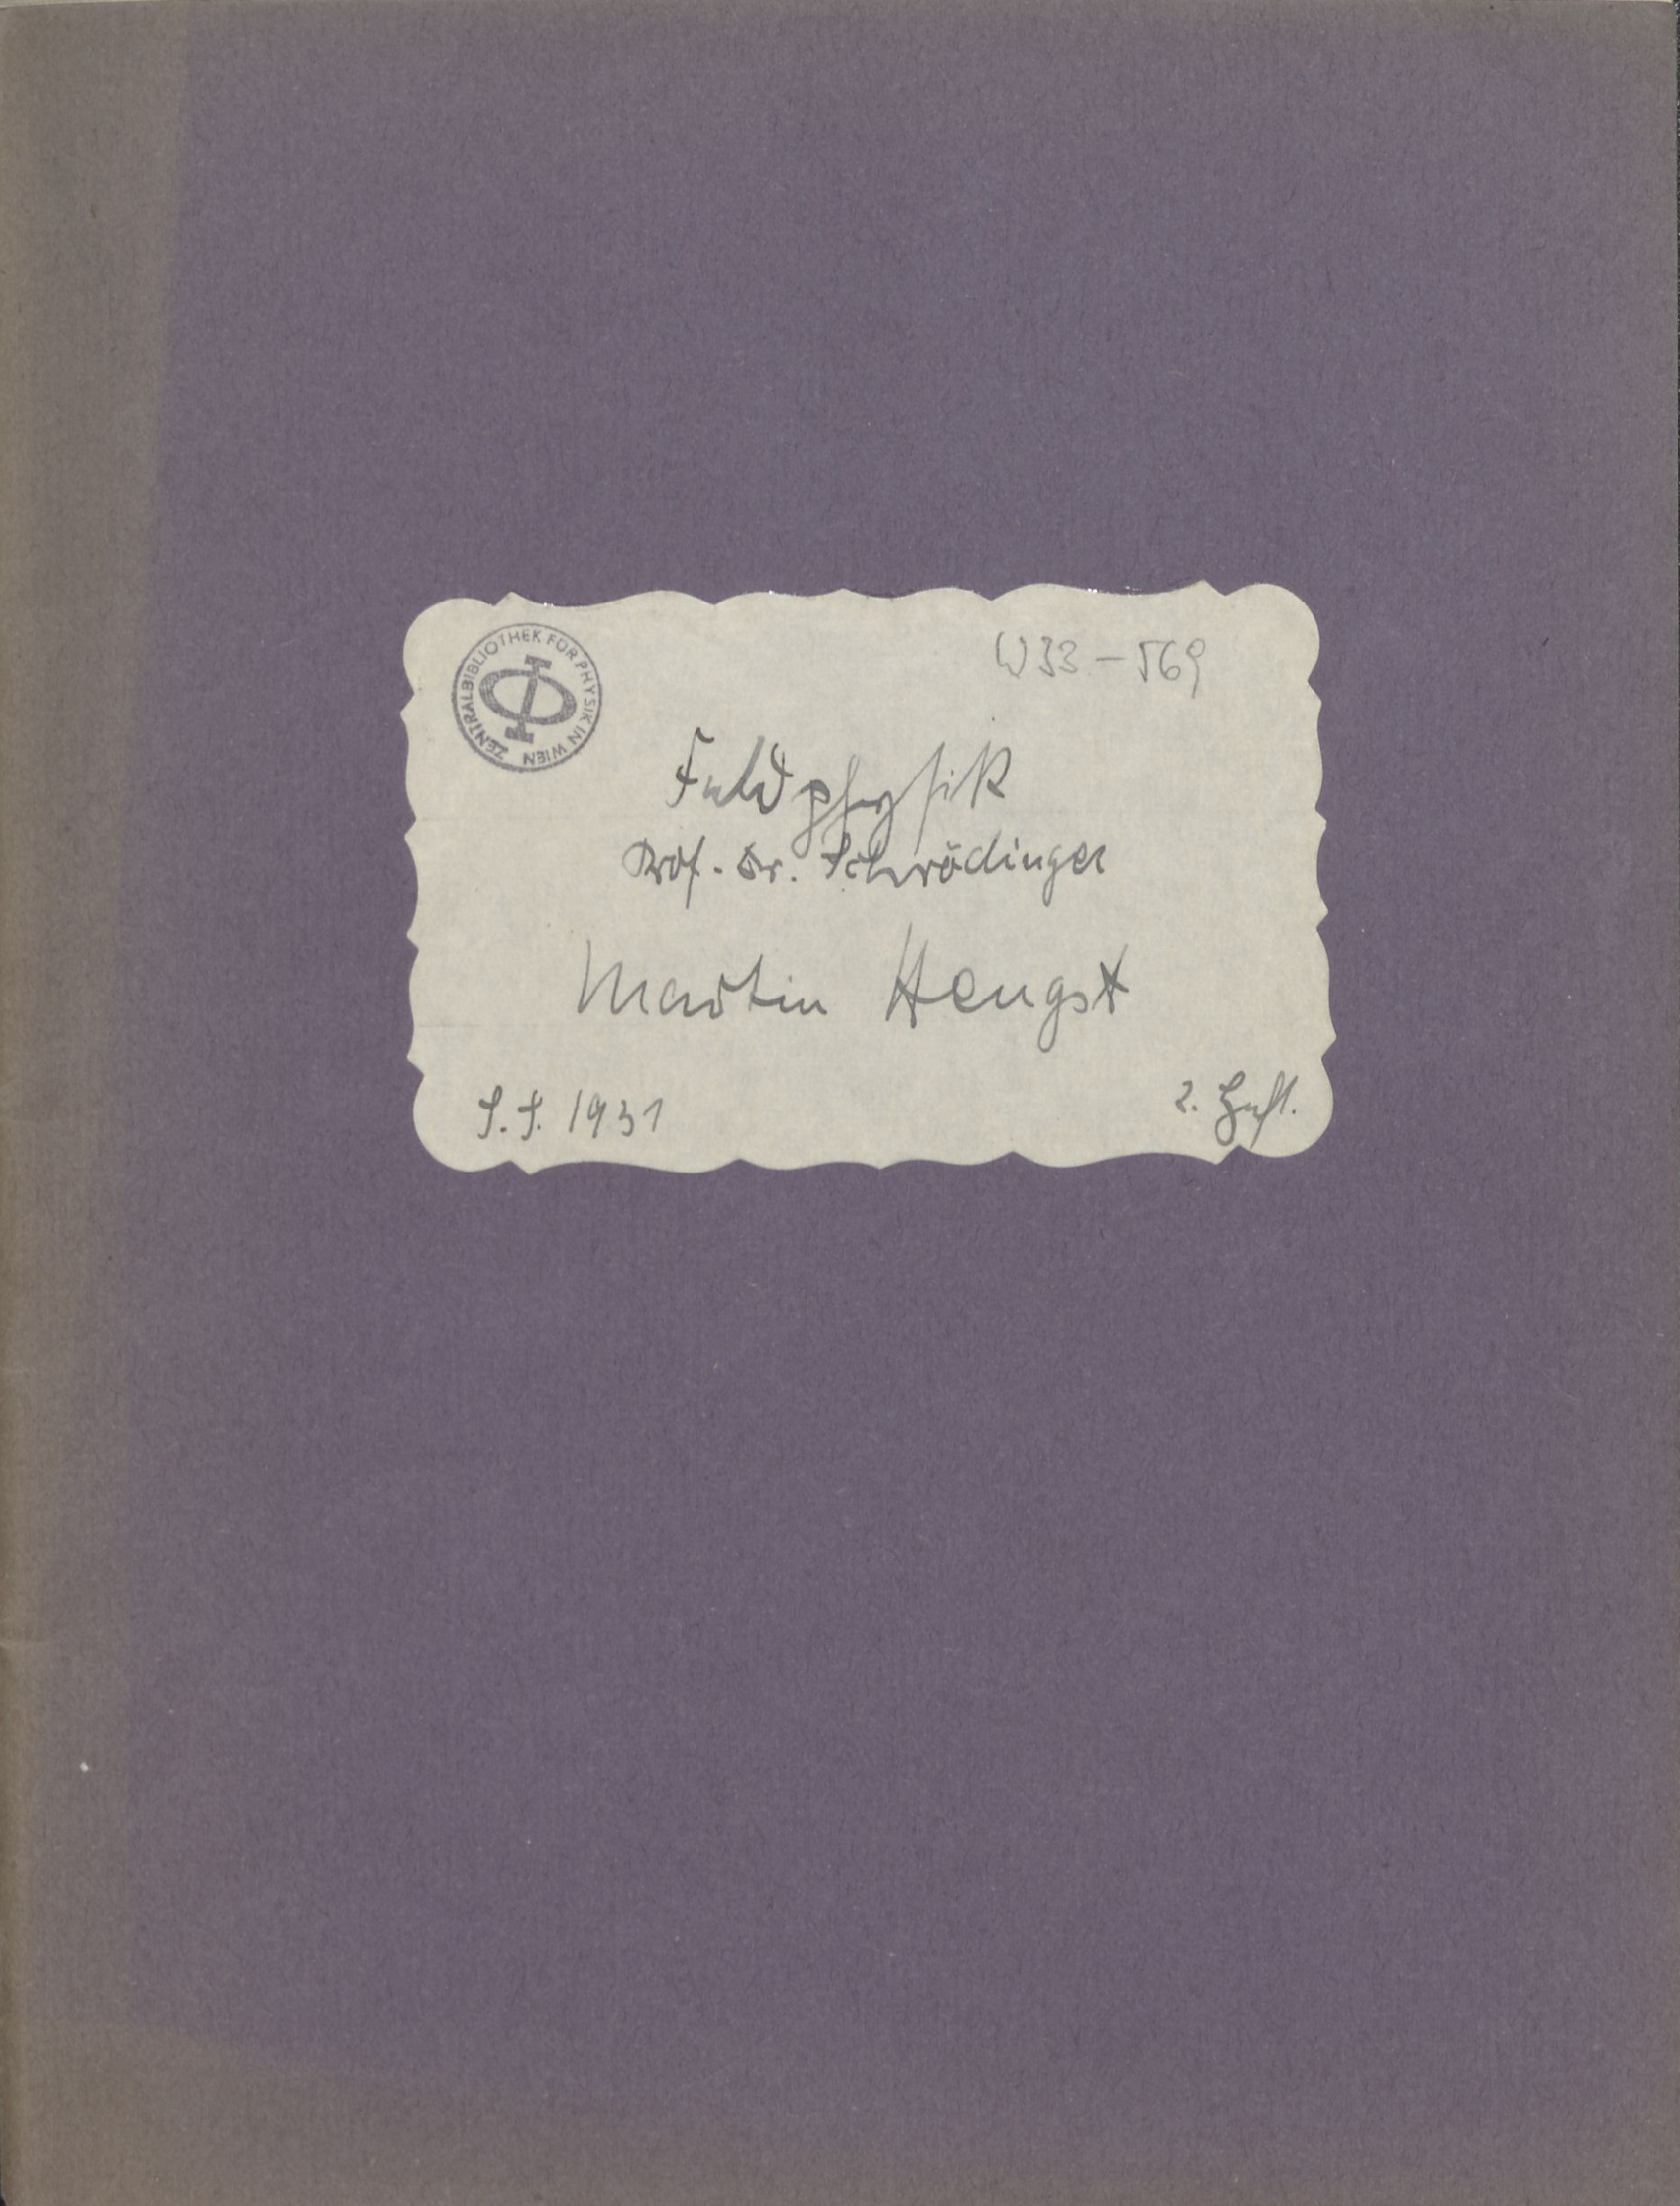 ZENTRALBIBLIOTHEK FÜR PHYSIK IN WIEN
W33-569
Feldphysik
Prof. Dr. Schrödinger
Martin Hengst
S.S. 1931
2. Heft.